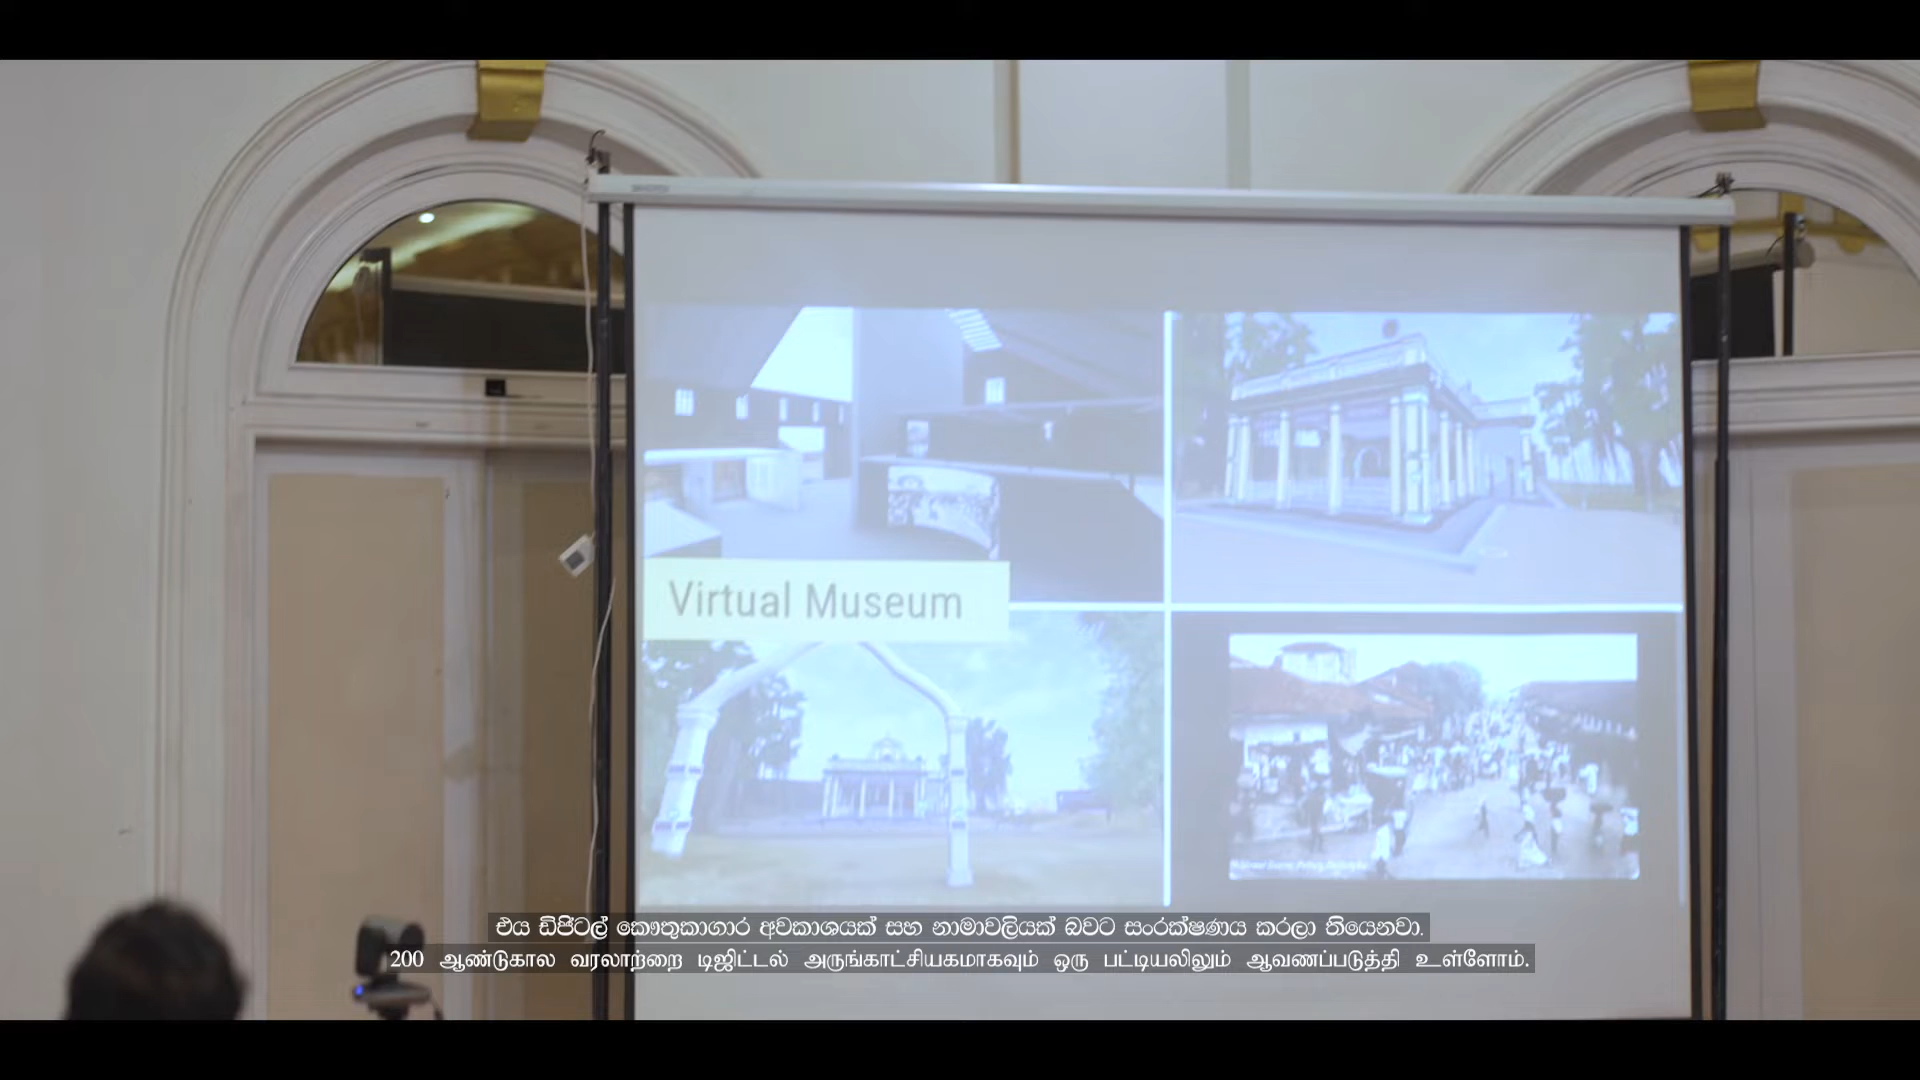 Virtual Museum
එය ඩිජිටල් කෞතුකාගාර අවකාශයක් සහ නාමාවලියක් බවට සංරක්ෂණය කරලා තියෙනවා.
200 ஆண்டுகால வரலாற்றை டிஜிட்டல் அருங்காட்சியகமாகவும் ஒரு பட்டியலிலும் ஆவணப்படுத்தி உள்ளோம்.